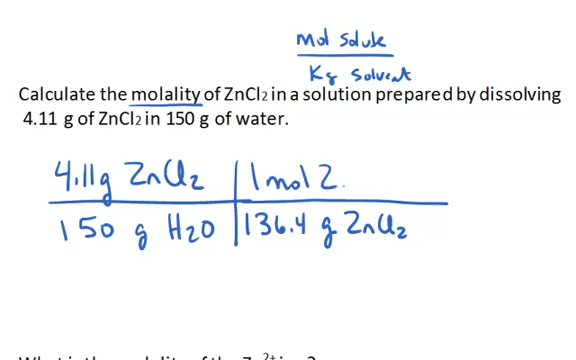 mol solute
Kg Solvent
Calculate the molality of ZnCl2 in a solution prepared by dissolving
4.11 g of ZnCl2 in 150 g of water.
4.11g ZnCl2 | 1 mol Z
150 g H2O | 136.4 g ZnCl2